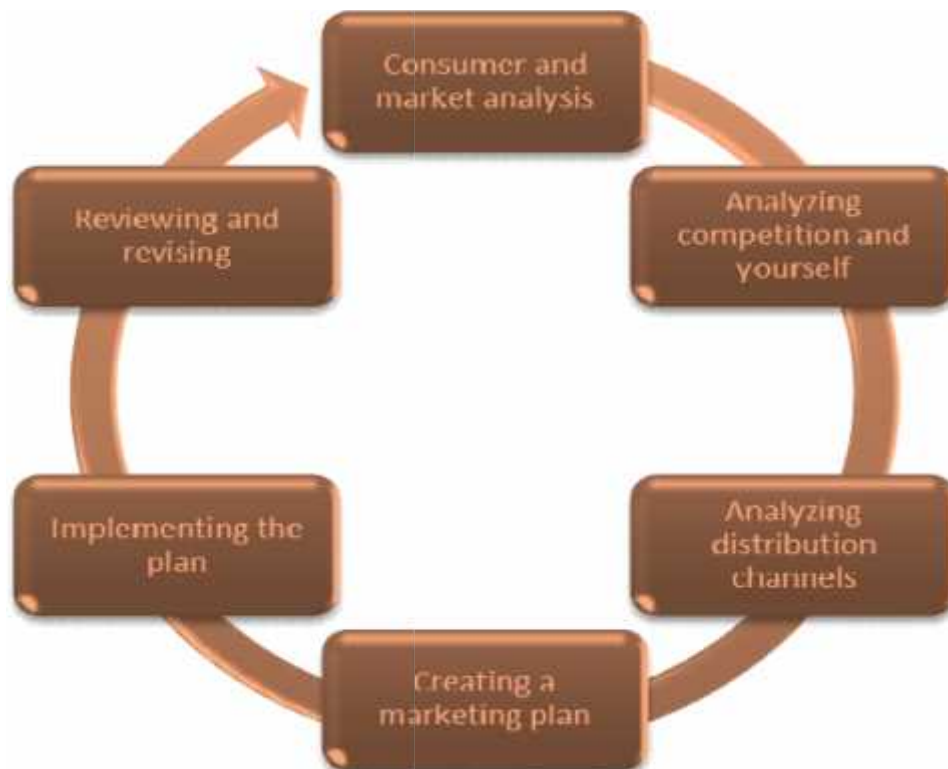 Consumer and
market analysis
Analyzing
competition and
yourself
Analyzing
distribution
channels
Creating a
marketing plan
Implementing the
plan
Reviewing and
revising